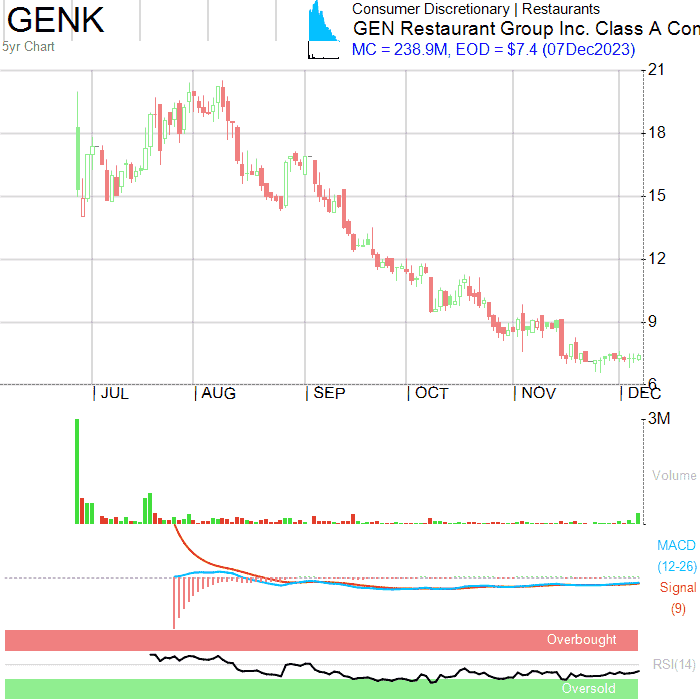 GENK
5yr Chart
Consumer Discretionary | Restaurants
GEN Restaurant Group Inc. Class A Con
MC = 238.9M, EOD = $7.4 (07Dec2023)
21
18
15
12
9
6
JUL AUG SEP OCT NOV DEC
3M
Volume
MACD
(12-26)
Signal
(9)
Overbought
RSI(14)
Oversold